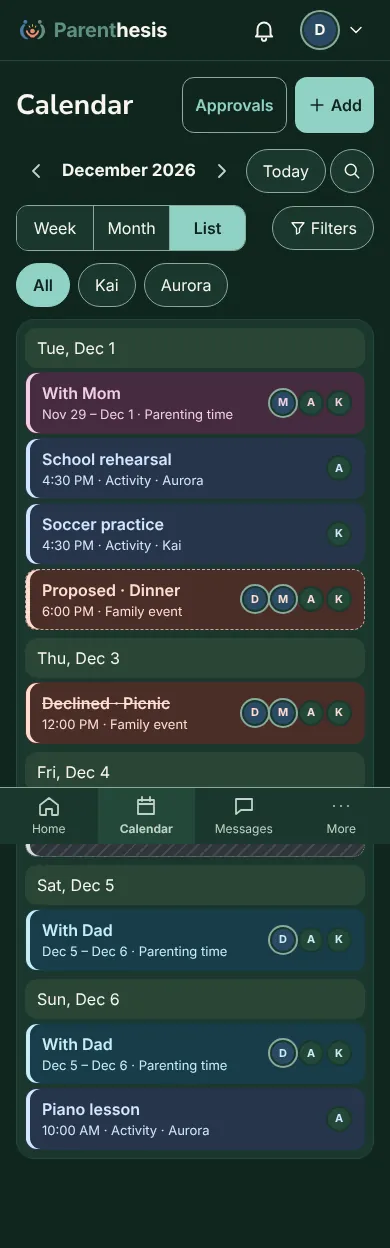 Parenthesis
D
Calendar
Approvals
+ Add
December 2026
Today
Week
Month
List
Filters
All
Kai
Aurora
Tue, Dec 1
With Mom
Nov 29 – Dec 1 · Parenting time
M A K
School rehearsal
4:30 PM · Activity · Aurora
A
Soccer practice
4:30 PM · Activity · Kai
K
Proposed · Dinner
6:00 PM · Family event
D M A K
Thu, Dec 3
Declined · Picnic
12:00 PM · Family event
D M A K
Fri, Dec 4
Home
Calendar
Messages
More
Sat, Dec 5
With Dad
Dec 5 – Dec 6 · Parenting time
D A K
Sun, Dec 6
With Dad
Dec 5 – Dec 6 · Parenting time
D A K
Piano lesson
10:00 AM · Activity · Aurora
A